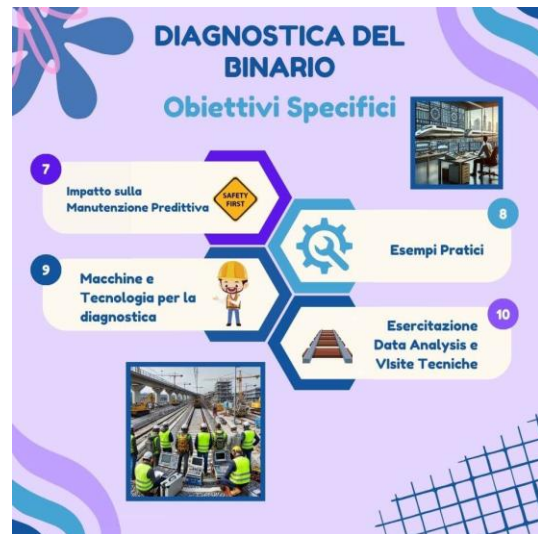 DIAGNOSTICA DEL
BINARIO
Obiettivi Specifici
7
Impatto sulla
Manutenzione Predittiva
SAFETY
FIRST
8
Esempi Pratici
9
Macchine e
Tecnologia per la
diagnostica
10
Esercitazione
Data Analysis e
VIsite Tecniche